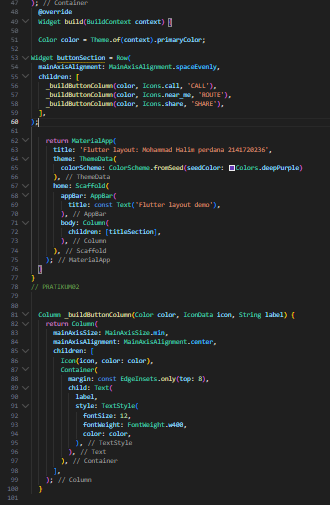 47 ); // Container
48 @override
49 Widget build(BuildContext context) {
50
51 Color color = Theme.of(context).primaryColor;
52
53 Widget buttonSection = Row(
54 mainAxisAlignment: MainAxisAlignment.spaceEvenly,
55 children: [
56 _buildButtonColumn(color, Icons.call, 'CALL'),
57 _buildButtonColumn(color, Icons.near_me, 'ROUTE'),
58 _buildButtonColumn(color, Icons.share, 'SHARE'),
59 ],
60 );
61
62 return MaterialApp(
63 title: 'Flutter layout: Mohammad Halim perdana 2141720236',
64 theme: ThemeData(
65 colorScheme: ColorScheme.fromSeed(seedColor: Colors.deepPurple)
66 ), // ThemeData
67 home: Scaffold(
68 appBar: AppBar(
69 title: const Text('Flutter layout demo'),
70 ), // AppBar
71 body: Column(
72 children: [titleSection],
73 ), // Column
74 ), // Scaffold
75 ); // MaterialApp
76 }
77 }
78 // PRATIKUM02
79
80
81 Column _buildButtonColumn(Color color, IconData icon, String label) {
82 return Column(
83 mainAxisSize: MainAxisSize.min,
84 mainAxisAlignment: MainAxisAlignment.center,
85 children: [
86 Icon(icon, color: color),
87 Container(
88 margin: const EdgeInsets.only(top: 8),
89 child: Text(
90 label,
91 style: TextStyle(
92 fontSize: 12,
93 fontWeight: FontWeight.w400,
94 color: color,
95 ), // TextStyle
96 ), // Text
97 ), // Container
98 ],
99 ); // Column
100 }
101